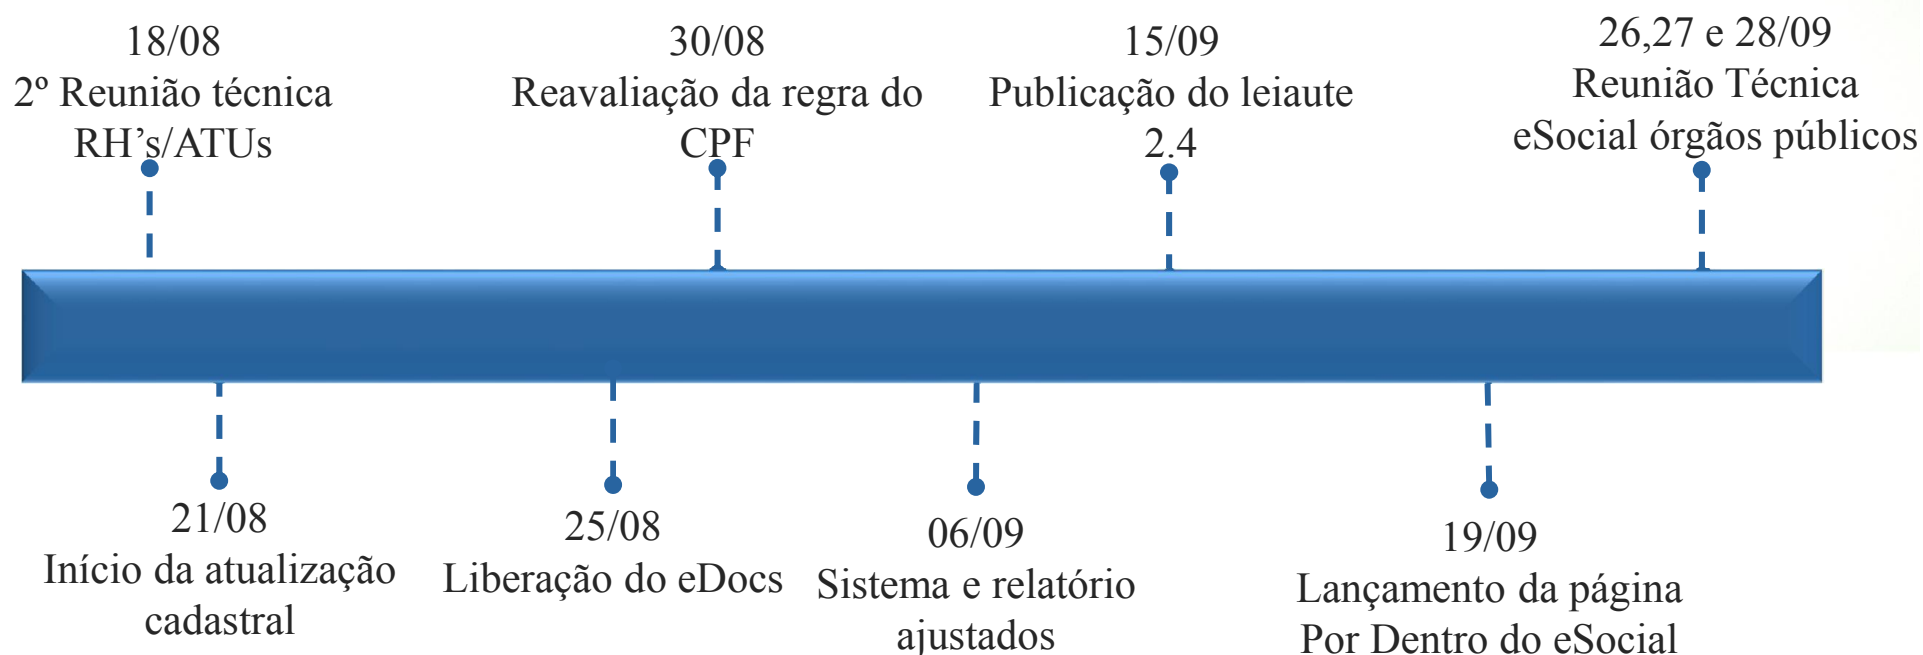 18/08
2º Reunião técnica
RH’s/ATUs
30/08
Reavaliação da regra do
CPF
15/09
Publicação do leiaute
2.4
26,27 e 28/09
Reunião Técnica
eSocial órgãos públicos
21/08
Início da atualização
cadastral
25/08
Liberação do eDocs
06/09
Sistema e relatório
ajustados
19/09
Lançamento da página
Por Dentro do eSocial